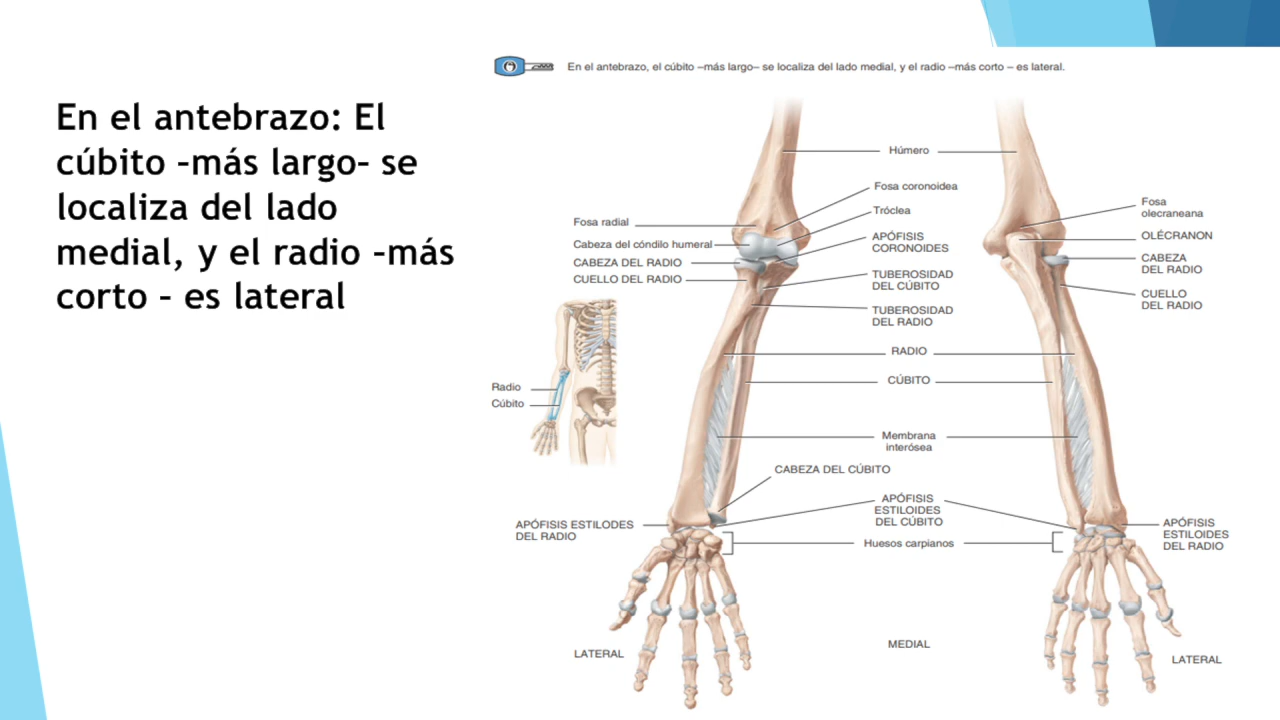 En el antebrazo: El
cúbito –más largo– se
localiza del lado
medial, y el radio –más
corto – es lateral
En el antebrazo, el cúbito –más largo– se localiza del lado medial, y el radio –más corto – es lateral.
Húmero
Fosa coronoidea
Tróclea
Fosa radial
Cabeza del cóndilo humeral
CABEZA DEL RADIO
CUELLO DEL RADIO
APÓFISIS
CORONOIDES
TUBEROSIDAD
DEL CÚBITO
TUBEROSIDAD
DEL RADIO
Fosa
olecraneana
OLÉCRANON
CABEZA
DEL RADIO
CUELLO
DEL RADIO
RADIO
CÚBITO
Radio
Cúbito
Membrana
interósea
CABEZA DEL CÚBITO
APÓFISIS
ESTILOIDES
DEL CÚBITO
APÓFISIS ESTILODES
DEL RADIO
APÓFISIS
ESTILOIDES
DEL RADIO
Huesos carpianos
LATERAL
MEDIAL
LATERAL